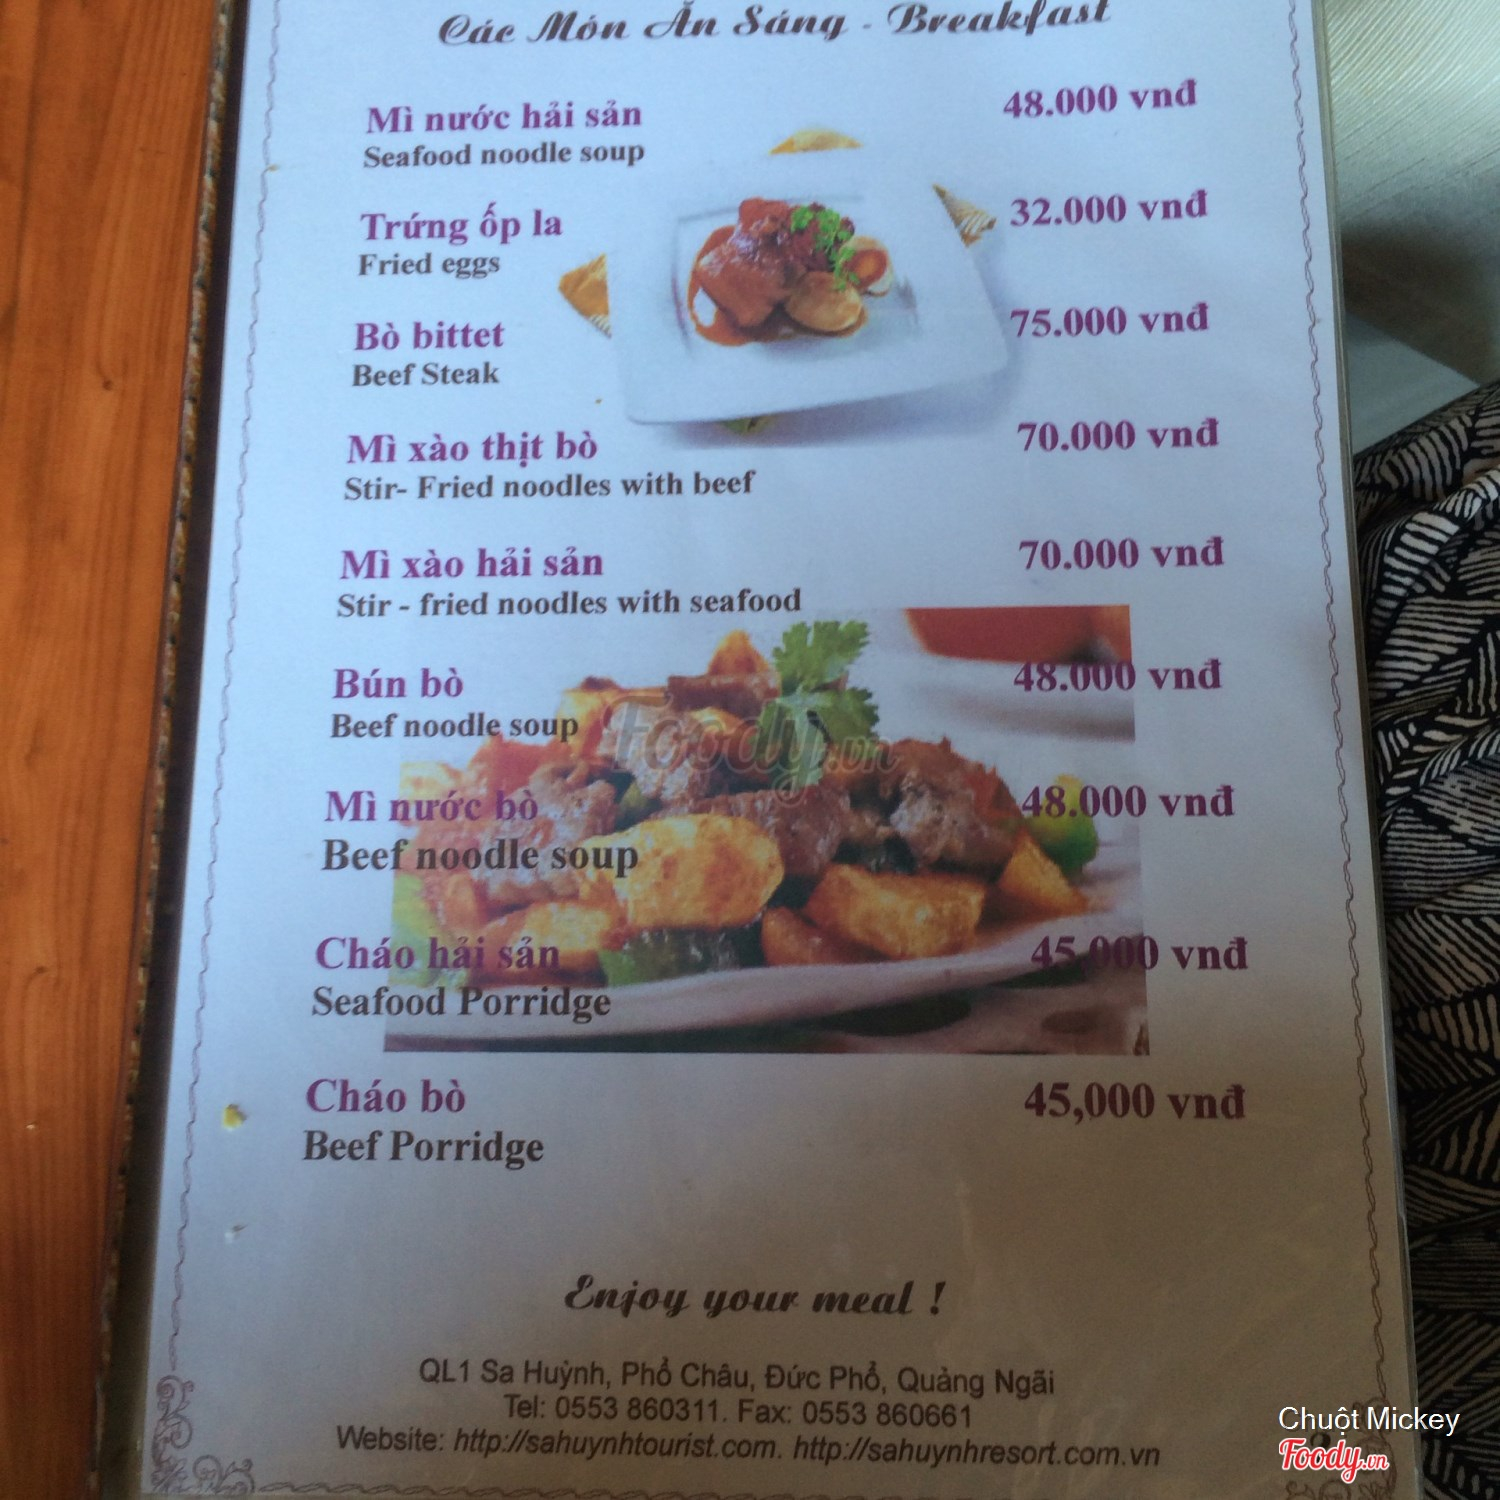 Các Món Ăn Sáng - Breakfast
Mì nước hải sản 48.000 vnđ
Seafood noodle soup
Trứng ốp la 32.000 vnđ
Fried eggs
Bò bittet 75.000 vnđ
Beef Steak
Mì xào thịt bò 70.000 vnđ
Stir- Fried noodles with beef
Mì xào hải sản 70.000 vnđ
Stir - fried noodles with seafood
Bún bò 48.000 vnđ
Beef noodle soup
Foody.vn
Mì nước bò 48.000 vnđ
Beef noodle soup
Cháo hải sản 45,000 vnđ
Seafood Porridge
Cháo bò 45,000 vnđ
Beef Porridge
Enjoy your meal !
QL1 Sa Huỳnh, Phổ Châu, Đức Phổ, Quảng Ngãi
Tel: 0553 860311. Fax: 0553 860661
Website: http://sahuynhtourist.com. http://sahuynhresort.com.vn
Chuột Mickey
Foody.vn